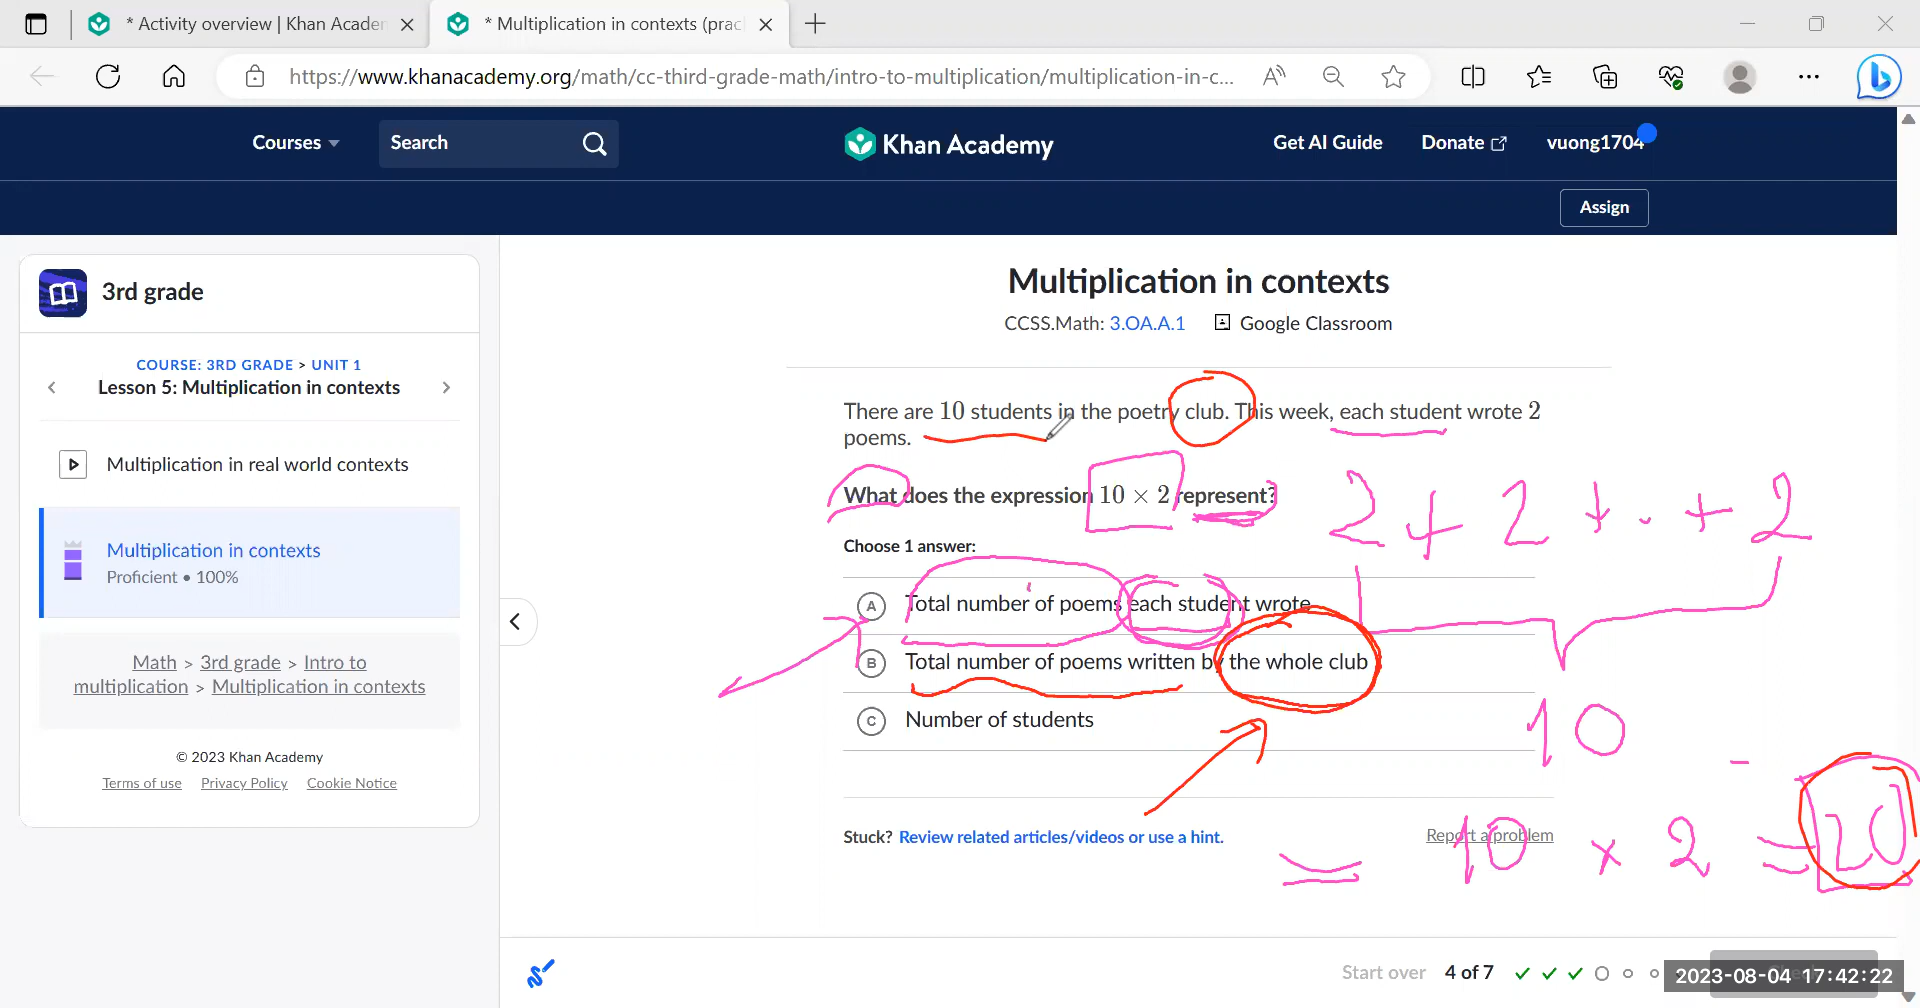 * Activity overview | Khan Acade
* Multiplication in contexts (prac
https://www.khanacademy.org/math/cc-third-grade-math/intro-to-multiplication/multiplication-in-c...
Courses
Search
Khan Academy
Get AI Guide
Donate
vuong1704
Assign
3rd grade
COURSE: 3RD GRADE > UNIT 1
Lesson 5: Multiplication in contexts
Multiplication in real world contexts
Multiplication in contexts
Proficient • 100%
Math > 3rd grade > Intro to
multiplication > Multiplication in contexts
© 2023 Khan Academy
Terms of use Privacy Policy Cookie Notice
Multiplication in contexts
CCSS.Math: 3.OA.A.1 Google Classroom
There are 10 students in the poetry club. This week, each student wrote 2
poems.
What does the expression 10 × 2 represent?
2 + 2 + . . + 2
Choose 1 answer:
A Total number of poems each student wrote
B Total number of poems written by the whole club
C Number of students
10
Stuck? Review related articles/videos or use a hint.
Report a problem
= 10 × 2 = 20
Start over 4 of 7
2023-08-04 17:42:22